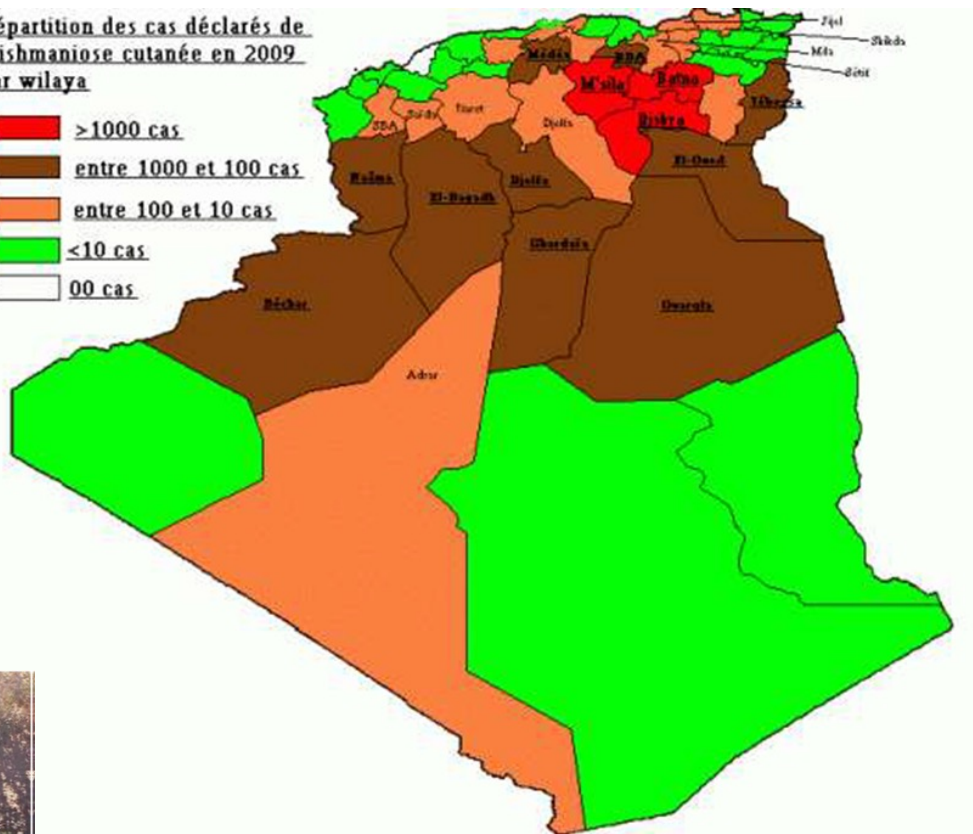 épartition des cas déclarés de
ishmaniose cutanée en 2009
ar wilaya
>1000 cas
entre 1000 et 100 cas
entre 100 et 10 cas
<10 cas
00 cas
Jijel
Skikda
Mila
Sétif
Médéa
BBA
M'sila
Batna
Biskra
Tébessa
SBA
Saida
Tiaret
Djelfa
Naâma
El-Bayadh
Djelfa
El-Oued
Ghardaïa
Ouargla
Béchar
Adrar